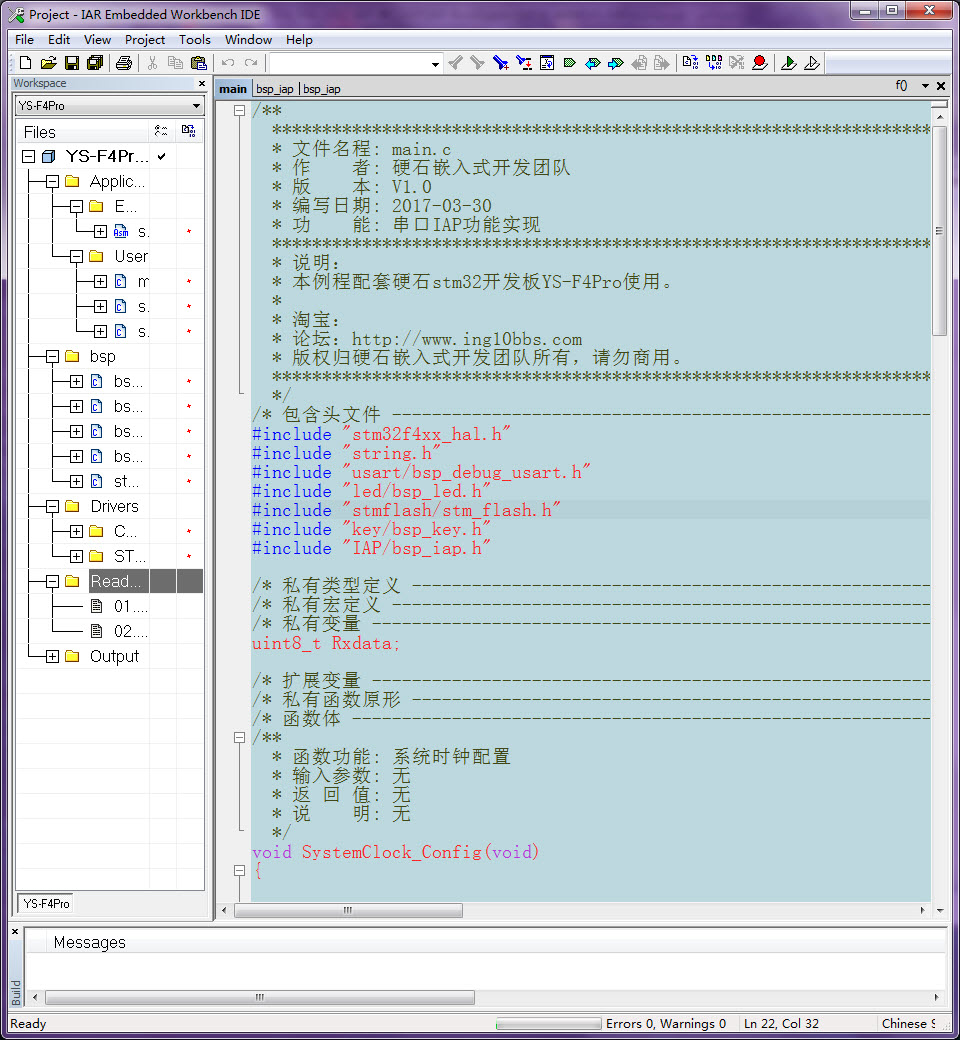 Project - IAR Embedded Workbench IDE
File Edit View Project Tools Window Help
Workspace
YS-F4Pro
Files
YS-F4Pr...
Applic...
E...
s.
User
m
s.
s.
bsp
bs...
bs...
bs...
bs...
st...
Drivers
C...
ST...
Read...
01....
02....
Output
YS-F4Pro
main bsp_iap bsp_iap f()
/**
*******************************************************************
* 文件名程: main.c
* 作    者: 硬石嵌入式开发团队
* 版    本: V1.0
* 编写日期: 2017-03-30
* 功    能: 串口IAP功能实现
*******************************************************************
* 说明：
* 本例程配套硬石stm32开发板YS-F4Pro使用。
*
* 淘宝：
* 论坛：http://www.ing10bbs.com
* 版权归硬石嵌入式开发团队所有，请勿商用。
*******************************************************************
*/
/* 包含头文件 ------------------------------------------------------
#include "stm32f4xx_hal.h"
#include "string.h"
#include "usart/bsp_debug_usart.h"
#include "led/bsp_led.h"
#include "stmflash/stm_flash.h"
#include "key/bsp_key.h"
#include "IAP/bsp_iap.h"
/* 私有类型定义 ----------------------------------------------------
/* 私有宏定义 ------------------------------------------------------
/* 私有变量 --------------------------------------------------------
uint8_t Rxdata;
/* 扩展变量 --------------------------------------------------------
/* 私有函数原形 ----------------------------------------------------
/* 函数体 ----------------------------------------------------------
/**
* 函数功能: 系统时钟配置
* 输入参数: 无
* 返 回 值: 无
* 说    明: 无
*/
void SystemClock_Config(void)
{
Messages
Build
Ready Errors 0, Warnings 0 Ln 22, Col 32 Chinese